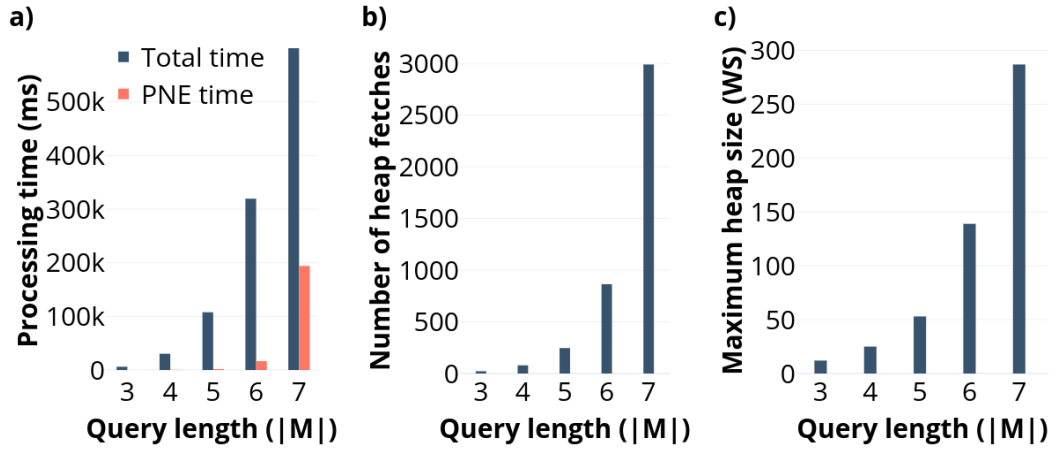 a)
Processing time (ms)
Total time
PNE time
500k
400k
300k
200k
100k
0
3 4 5 6 7
Query length (|M|)
b)
Number of heap fetches
3000
2500
2000
1500
1000
500
0
3 4 5 6 7
Query length (|M|)
c)
Maximum heap size (WS)
300
250
200
150
100
50
0
3 4 5 6 7
Query length (|M|)